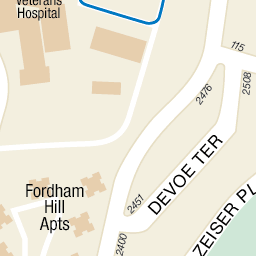 Veterans
Hospital
115
2476
2508
DEVOE TER
Fordham
Hill
Apts
2451
2400
ZEISER PL